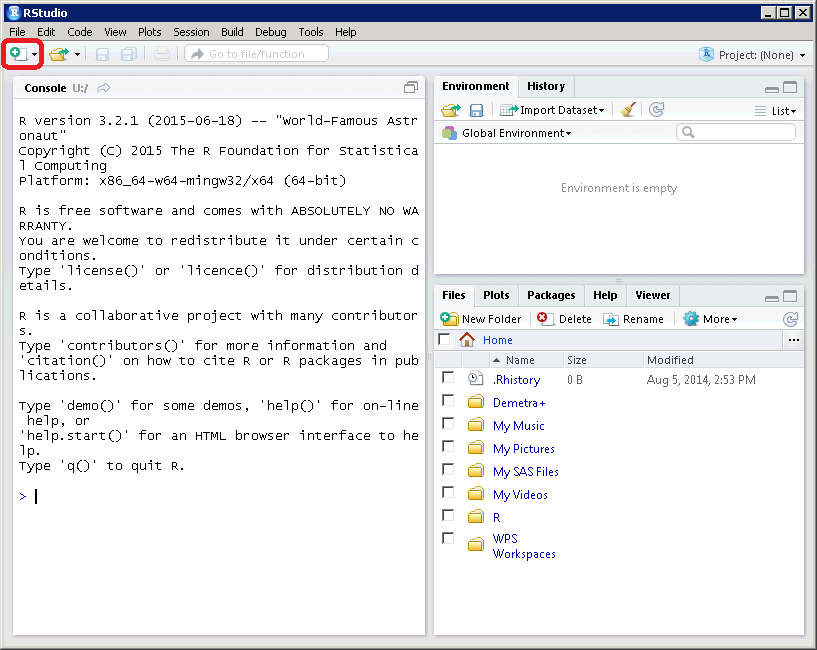 RStudio
File Edit Code View Plots Session Build Debug Tools Help
Go to file/function
Project: (None)
Console U:/
R version 3.2.1 (2015-06-18) -- "World-Famous Astr
onaut"
Copyright (C) 2015 The R Foundation for Statistica
l Computing
Platform: x86_64-w64-mingw32/x64 (64-bit)
R is free software and comes with ABSOLUTELY NO WA
RRANTY.
You are welcome to redistribute it under certain c
onditions.
Type 'license()' or 'licence()' for distribution d
etails.
R is a collaborative project with many contributor
s.
Type 'contributors()' for more information and
'citation()' on how to cite R or R packages in pub
lications.
Type 'demo()' for some demos, 'help()' for on-line
 help, or
'help.start()' for an HTML browser interface to he
lp.
Type 'q()' to quit R.
>
Environment History
Import Dataset List
Global Environment
Environment is empty
Files Plots Packages Help Viewer
New Folder Delete Rename More
Home ...
Name Size Modified
.Rhistory 0 B Aug 5, 2014, 2:53 PM
Demetra+
My Music
My Pictures
My SAS Files
My Videos
R
WPS
Workspaces